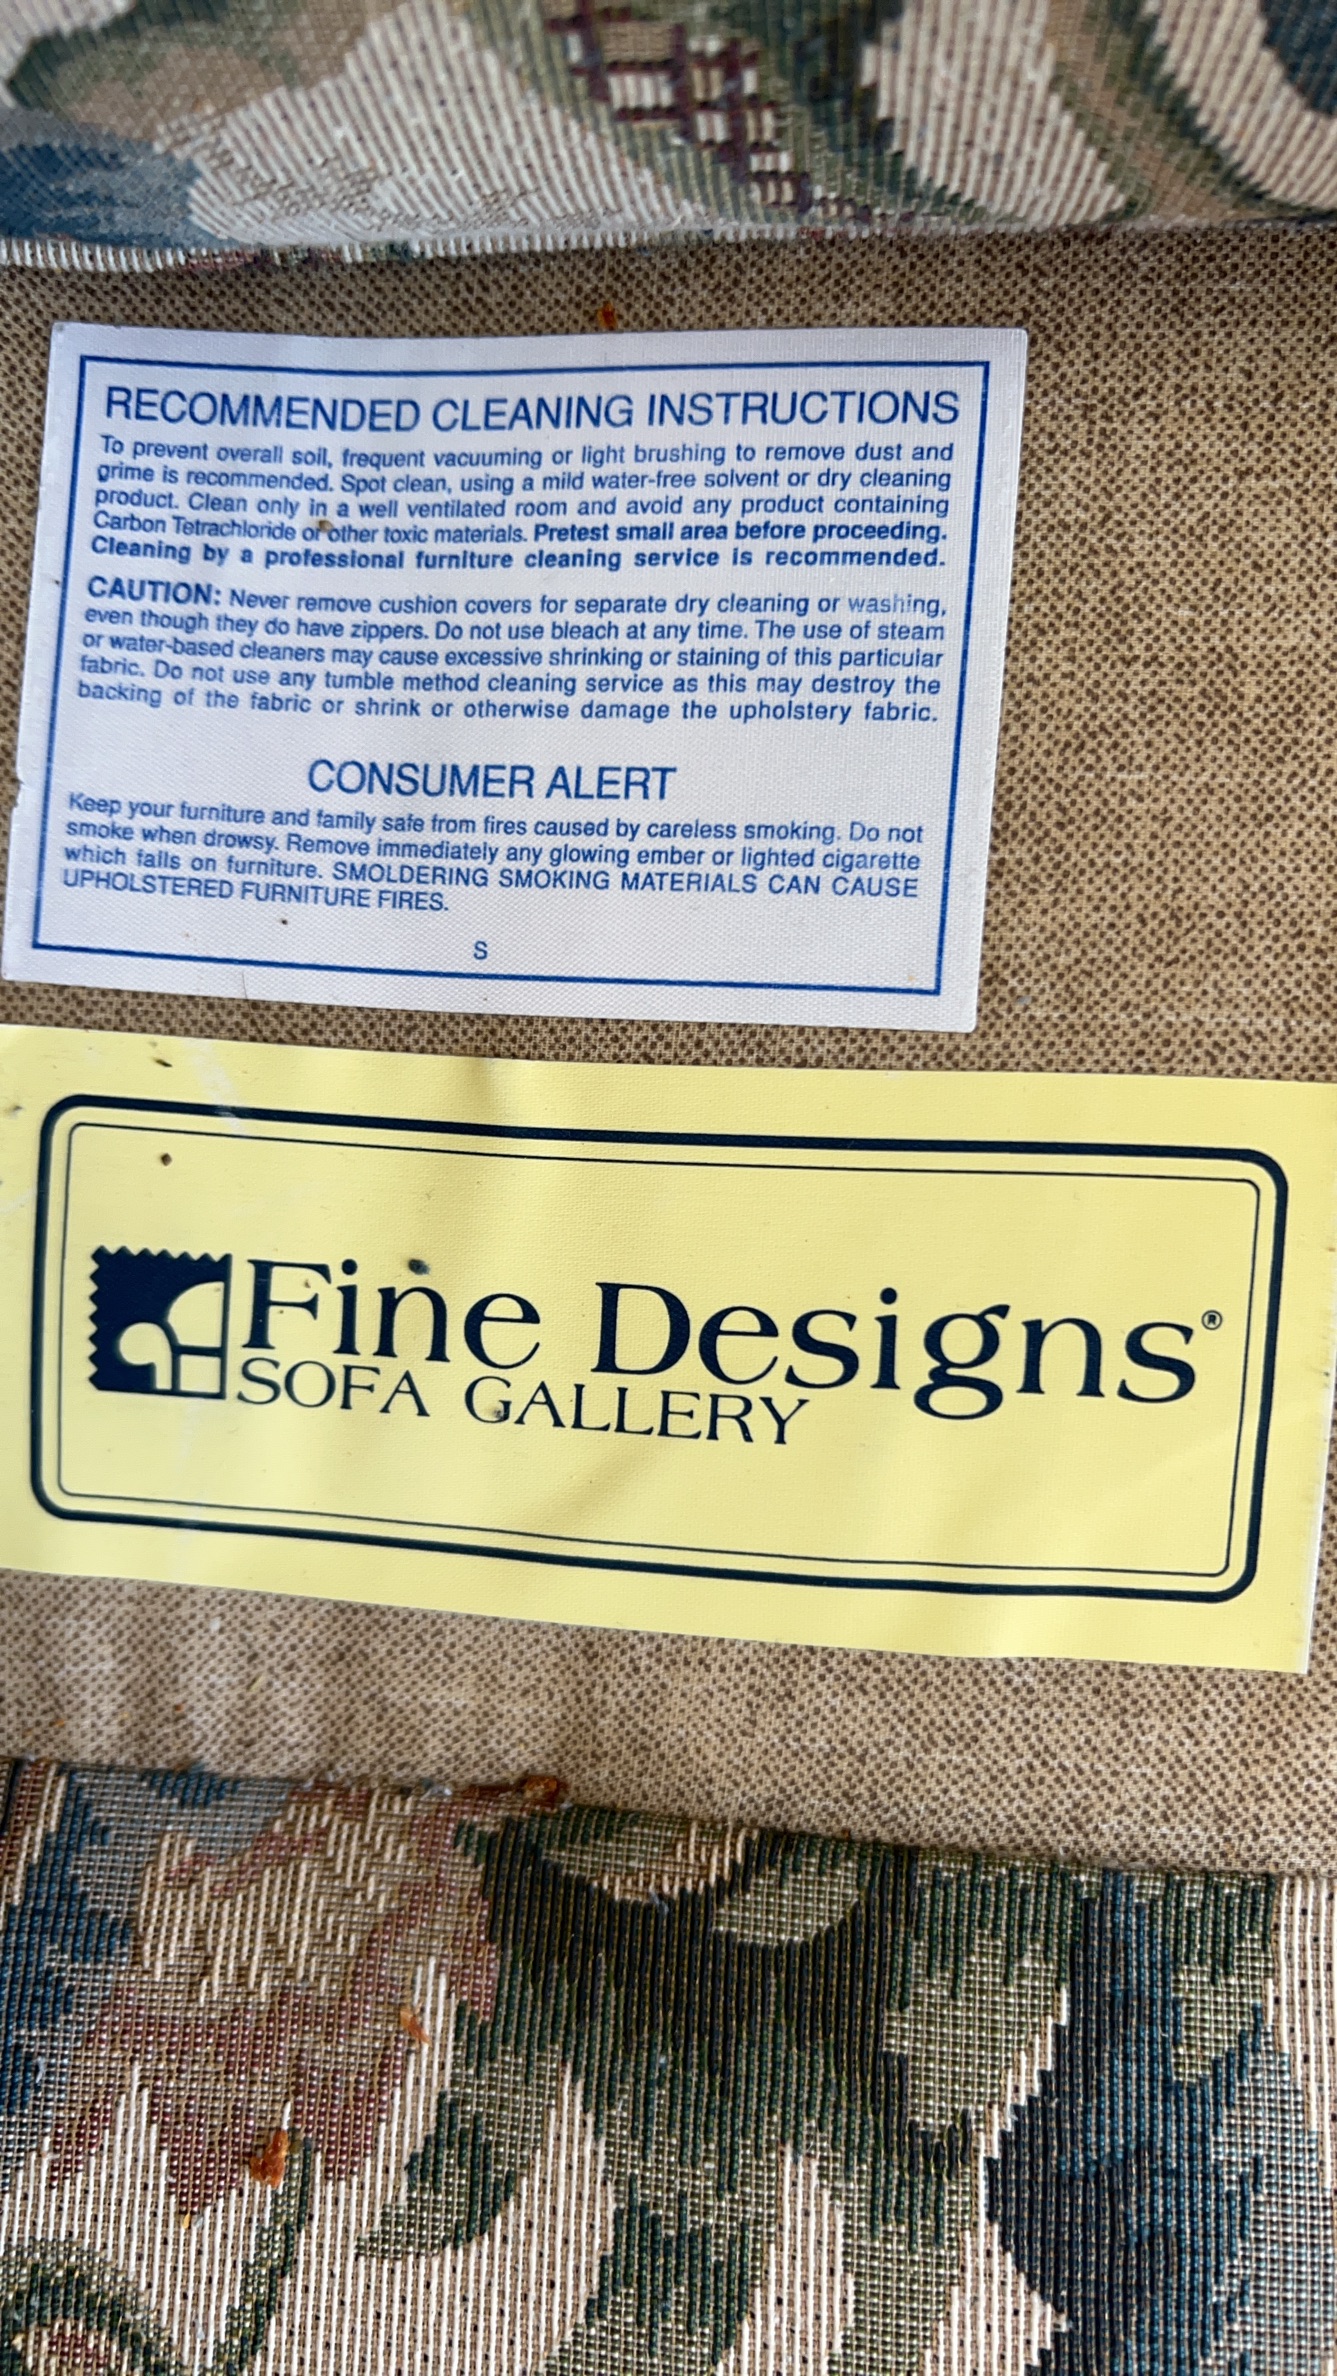 RECOMMENDED CLEANING INSTRUCTIONS
To prevent overall soil, frequent vacuuming or light brushing to remove dust and
grime is recommended. Spot clean, using a mild water-free solvent or dry cleaning
product. Clean only in a well ventilated room and avoid any product containing
Carbon Tetrachloride or other toxic materials. Pretest small area before proceeding.
Cleaning by a professional furniture cleaning service is recommended.
CAUTION: Never remove cushion covers for separate dry cleaning or washing,
even though they do have zippers. Do not use bleach at any time. The use of steam
or water-based cleaners may cause excessive shrinking or staining of this particular
fabric. Do not use any tumble method cleaning service as this may destroy the
backing of the fabric or shrink or otherwise damage the upholstery fabric.
CONSUMER ALERT
Keep your furniture and family safe from fires caused by careless smoking. Do not
smoke when drowsy. Remove immediately any glowing ember or lighted cigarette
which falls on furniture. SMOLDERING SMOKING MATERIALS CAN CAUSE
UPHOLSTERED FURNITURE FIRES.
S
Fine Designs®
SOFA GALLERY